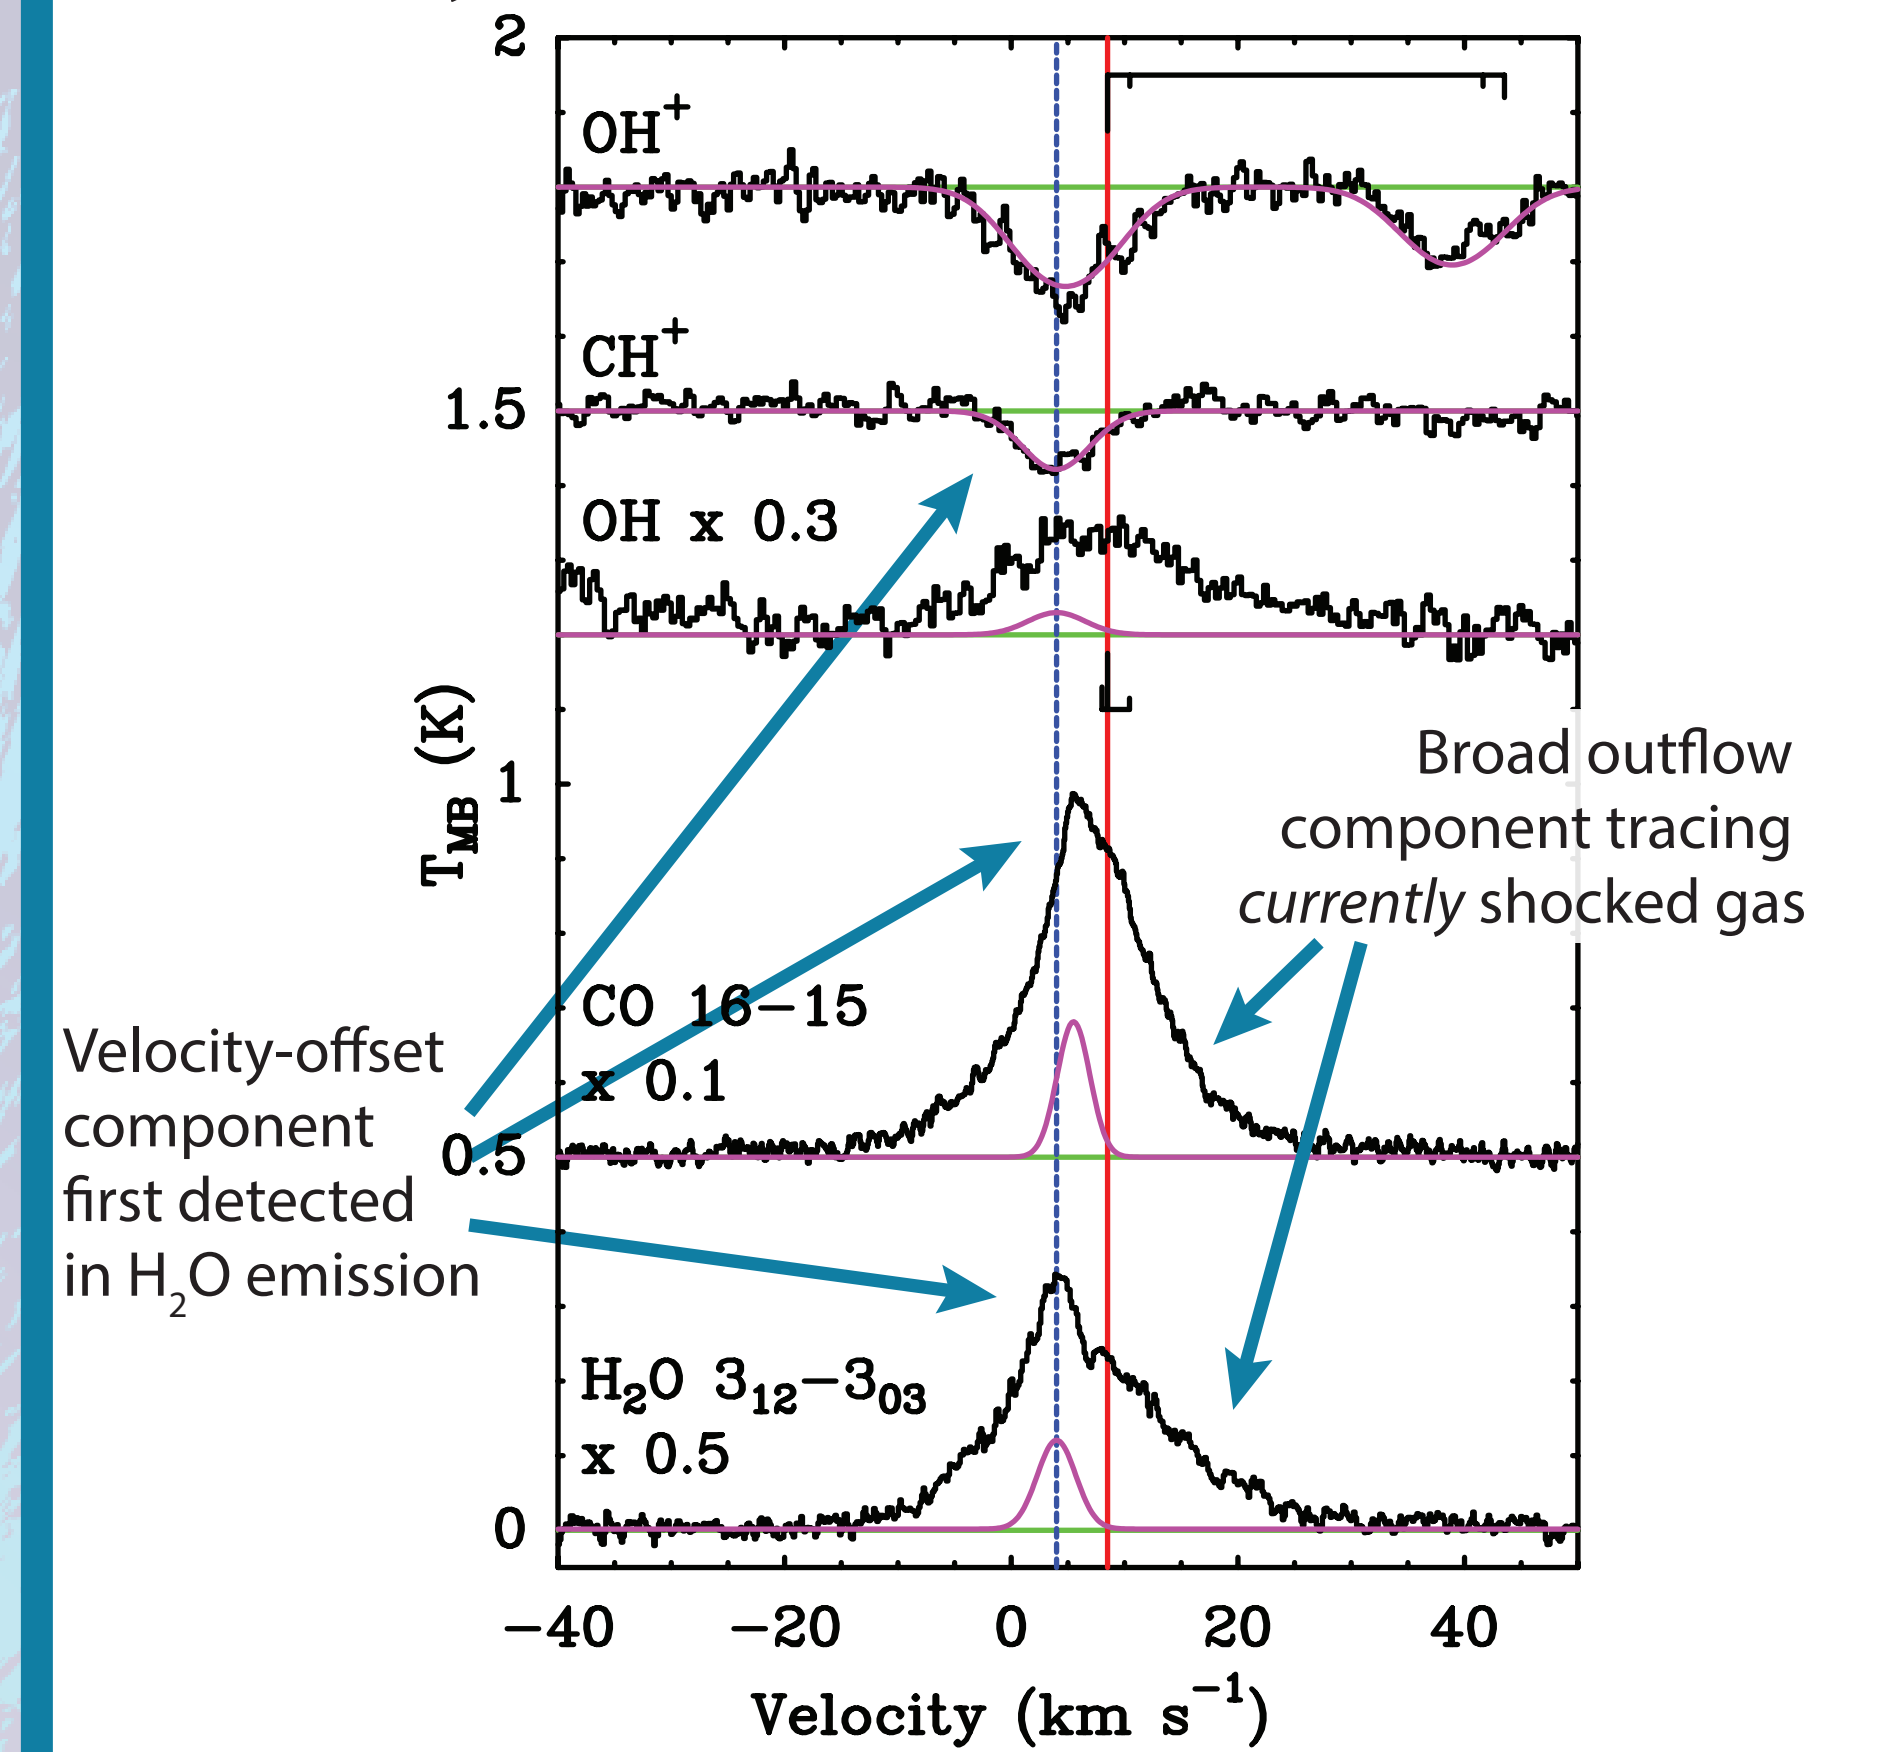 2
OH⁺
CH⁺
1.5
OH x 0.3
T_MB (K)
1
Broad outflow
component tracing
currently shocked gas
CO 16−15
x 0.1
Velocity-offset
component
first detected
in H₂O emission
0.5
H₂O 3₁₂−3₀₃
x 0.5
0
−40 −20 0 20 40
Velocity (km s⁻¹)